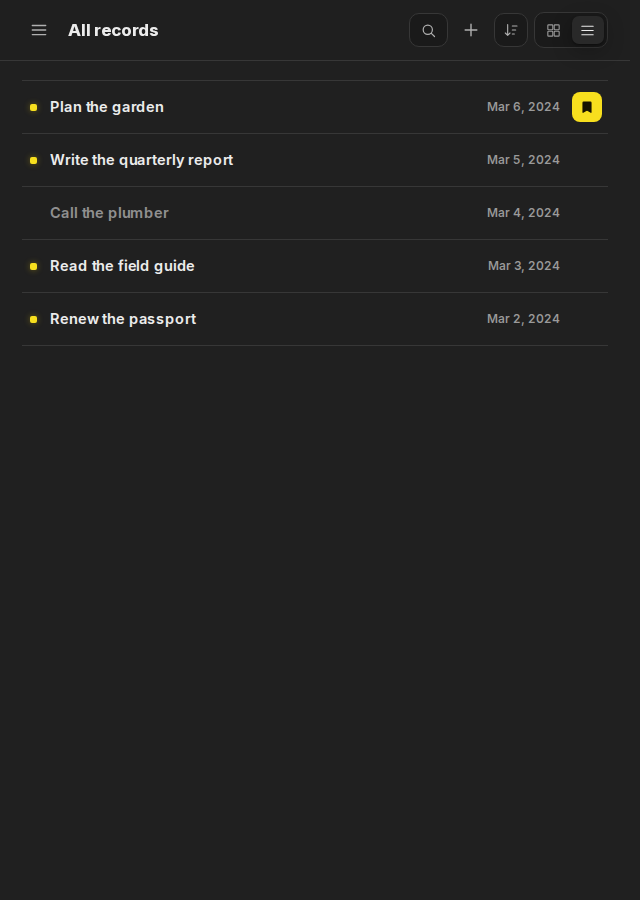 All records
Plan the garden Mar 6, 2024
Write the quarterly report Mar 5, 2024
Call the plumber Mar 4, 2024
Read the field guide Mar 3, 2024
Renew the passport Mar 2, 2024